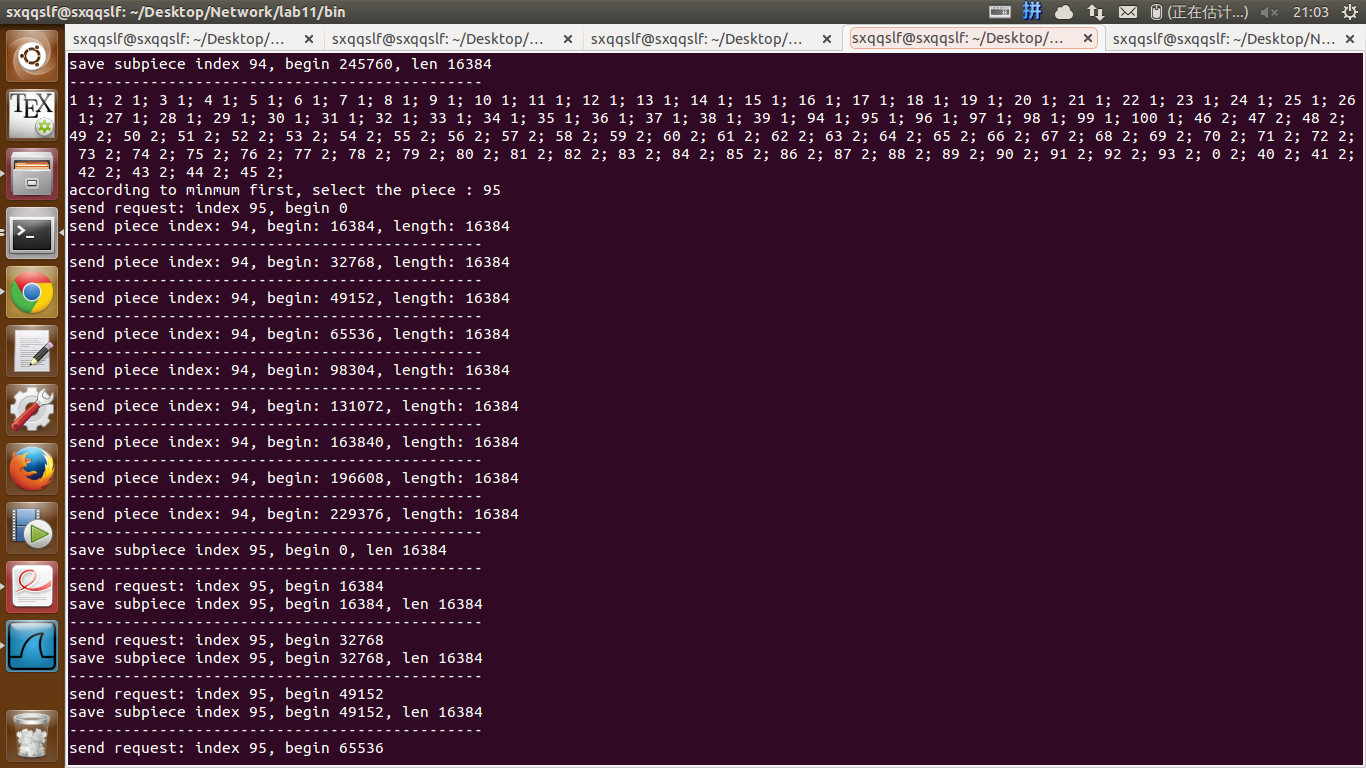 sxqqslf@sxqqslf: ~/Desktop/Network/lab11/bin
拼
(正在估计...)
21:03
sxqqslf@sxqqslf: ~/Desktop/...
sxqqslf@sxqqslf: ~/Desktop/...
sxqqslf@sxqqslf: ~/Desktop/...
sxqqslf@sxqqslf: ~/Desktop/...
sxqqslf@sxqqslf: ~/Desktop/N...
TEX
save subpiece index 94, begin 245760, len 16384
----------------------------------------------
1 1; 2 1; 3 1; 4 1; 5 1; 6 1; 7 1; 8 1; 9 1; 10 1; 11 1; 12 1; 13 1; 14 1; 15 1; 16 1; 17 1; 18 1; 19 1; 20 1; 21 1; 22 1; 23 1; 24 1; 25 1; 26
1; 27 1; 28 1; 29 1; 30 1; 31 1; 32 1; 33 1; 34 1; 35 1; 36 1; 37 1; 38 1; 39 1; 94 1; 95 1; 96 1; 97 1; 98 1; 99 1; 100 1; 46 2; 47 2; 48 2;
49 2; 50 2; 51 2; 52 2; 53 2; 54 2; 55 2; 56 2; 57 2; 58 2; 59 2; 60 2; 61 2; 62 2; 63 2; 64 2; 65 2; 66 2; 67 2; 68 2; 69 2; 70 2; 71 2; 72 2;
73 2; 74 2; 75 2; 76 2; 77 2; 78 2; 79 2; 80 2; 81 2; 82 2; 83 2; 84 2; 85 2; 86 2; 87 2; 88 2; 89 2; 90 2; 91 2; 92 2; 93 2; 0 2; 40 2; 41 2;
42 2; 43 2; 44 2; 45 2;
according to minmum first, select the piece : 95
send request: index 95, begin 0
send piece index: 94, begin: 16384, length: 16384
----------------------------------------------
send piece index: 94, begin: 32768, length: 16384
----------------------------------------------
send piece index: 94, begin: 49152, length: 16384
----------------------------------------------
send piece index: 94, begin: 65536, length: 16384
----------------------------------------------
send piece index: 94, begin: 98304, length: 16384
----------------------------------------------
send piece index: 94, begin: 131072, length: 16384
----------------------------------------------
send piece index: 94, begin: 163840, length: 16384
----------------------------------------------
send piece index: 94, begin: 196608, length: 16384
----------------------------------------------
send piece index: 94, begin: 229376, length: 16384
----------------------------------------------
save subpiece index 95, begin 0, len 16384
----------------------------------------------
send request: index 95, begin 16384
save subpiece index 95, begin 16384, len 16384
----------------------------------------------
send request: index 95, begin 32768
save subpiece index 95, begin 32768, len 16384
----------------------------------------------
send request: index 95, begin 49152
save subpiece index 95, begin 49152, len 16384
----------------------------------------------
send request: index 95, begin 65536